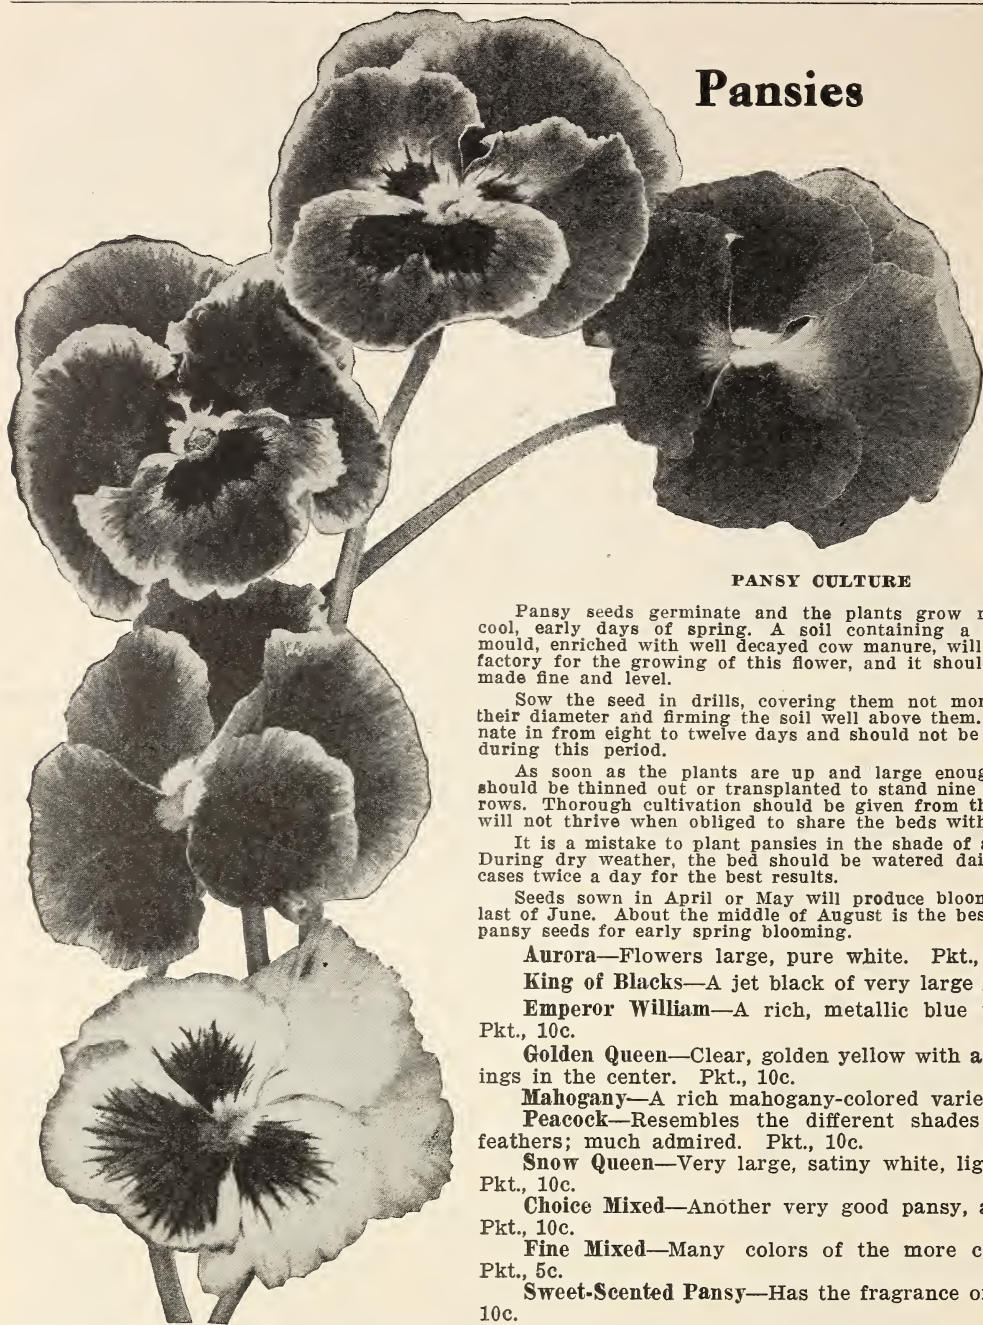 Pansies
PANSY CULTURE
Pansy seeds germinate and the plants grow
cool, early days of spring. A soil containing a
mould, enriched with well decayed cow manure, will
factory for the growing of this flower, and it shoul
made fine and level.
Sow the seed in drills, covering them not mor
their diameter and firming the soil well above them.
nate in from eight to twelve days and should not be
during this period.
As soon as the plants are up and large enoug
should be thinned out or transplanted to stand nine
rows. Thorough cultivation should be given from th
will not thrive when obliged to share the beds with
It is a mistake to plant pansies in the shade of
During dry weather, the bed should be watered dai
cases twice a day for the best results.
Seeds sown in April or May will produce bloom
last of June. About the middle of August is the bes
pansy seeds for early spring blooming.
Aurora—Flowers large, pure white. Pkt.,
King of Blacks—A jet black of very large
Emperor William—A rich, metallic blue
Pkt., 10c.
Golden Queen—Clear, golden yellow with a
ings in the center. Pkt., 10c.
Mahogany—A rich mahogany-colored varie
Peacock—Resembles the different shades
feathers; much admired. Pkt., 10c.
Snow Queen—Very large, satiny white, lig
Pkt., 10c.
Choice Mixed—Another very good pansy, a
Pkt., 10c.
Fine Mixed—Many colors of the more c
Pkt., 5c.
Sweet-Scented Pansy—Has the fragrance o
10c.